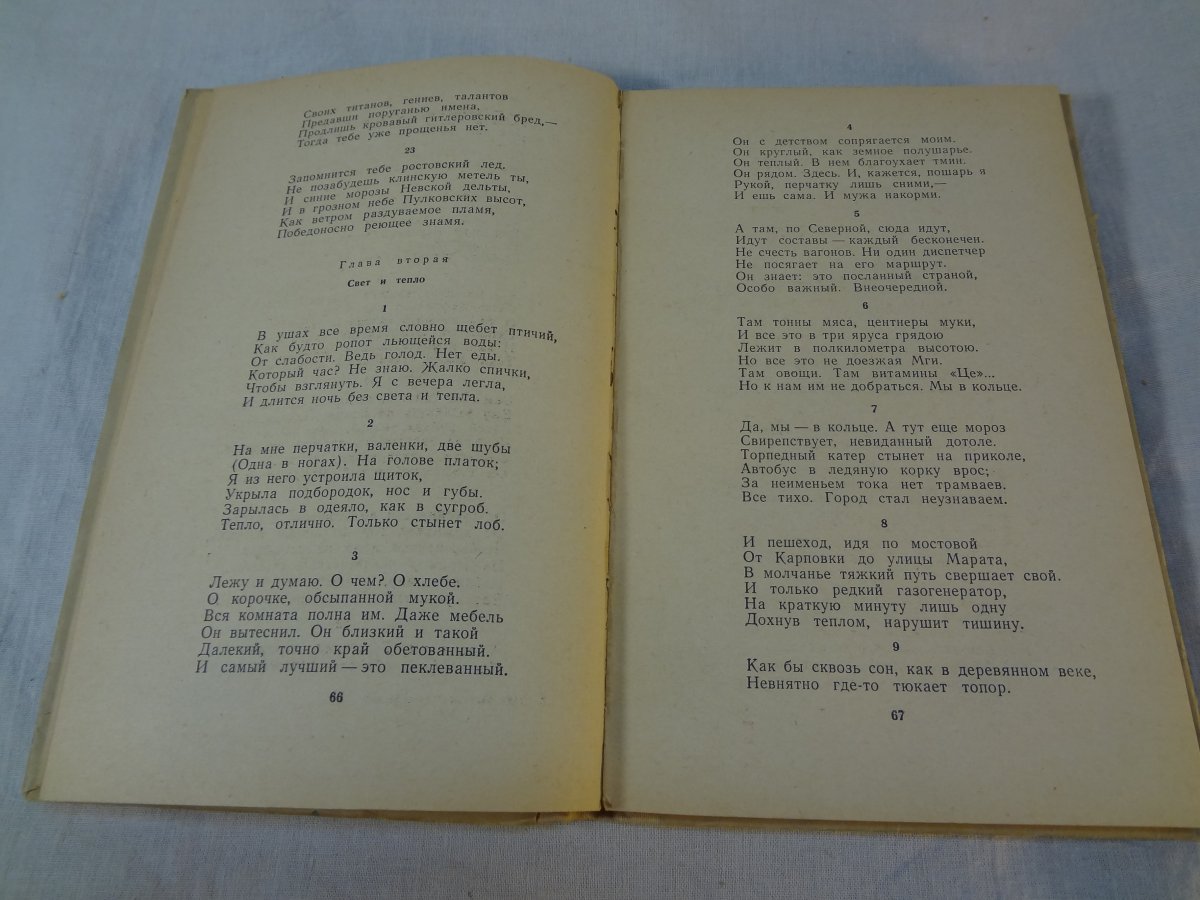 Своих титанов, гениев, талантов
Предавши поруганью имена,
Продлишь кровавый гитлеровский бред,—
Тогда тебе уже прощенья нет.
23
Запомнится тебе ростовский лед.
Не позабудешь клинскую метель ты,
И синие морозы Невской дельты,
И в грозном небе Пулковских высот,
Как ветром раздуваемое пламя,
Победоносно реющее знамя.
Глава вторая
Свет и тепло
1
В ушах все время словно щебет птичий,
Как будто ропот льющейся воды:
От слабости. Ведь голод. Нет еды.
Который час? Не знаю. Жалко спички,
Чтобы взглянуть. Я с вечера легла,
И длится ночь без света и тепла.
2
На мне перчатки, валенки, две шубы
(Одна в ногах). На голове платок;
Я из него устроила щиток,
Укрыла подбородок, нос и губы.
Зарылась в одеяло, как в сугроб.
Тепло, отлично. Только стынет лоб.
3
Лежу и думаю. О чем? О хлебе.
О корочке, обсыпанной мукой.
Вся комната полна им. Даже мебель
Он вытеснил. Он близкий и такой
Далекий, точно край обетованный.
И самый лучший — это пеклеванный.
66
4
Он с детством сопрягается моим.
Он круглый, как земное полушарье.
Он теплый. В нем благоухает тмин.
Он рядом. Здесь. И, кажется, пошарь я
Рукой, перчатку лишь сними,—
И ешь сама. И мужа накорми.
5
А там, по Северной, сюда идут,
Идут составы — каждый бесконечен.
Не счесть вагонов. Ни один диспетчер
Не посягает на его маршрут.
Он знает: это посланный страной,
Особо важный. Внеочередной.
6
Там тонны мяса, центнеры муки,
И все это в три яруса грядою
Лежит в полкилометра высотою.
Но все это не доезжая Мги.
Там овощи. Там витамины «Це»...
Но к нам им не добраться. Мы в кольце.
7
Да, мы — в кольце. А тут еще мороз
Свирепствует, невиданный дотоле.
Торпедный катер стынет на приколе,
Автобус в ледяную корку врос;
За неименьем тока нет трамваев.
Все тихо. Город стал неузнаваем.
8
И пешеход, идя по мостовой
От Карповки до улицы Марата,
В молчанье тяжкий путь свершает свой.
И только редкий газогенератор,
На краткую минуту лишь одну
Дохнув теплом, нарушит тишину.
9
Как бы сквозь сон, как в деревянном веке,
Невнятно где-то тюкает топор.
67